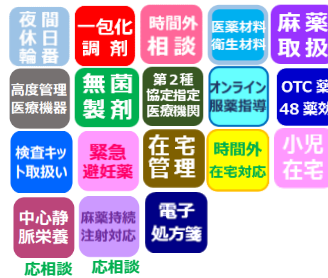 夜間
休日
輪番
一包化
調剤
時間外
相談
医薬材料
衛生材料
麻薬
取扱
高度管理
医療機器
無菌
製剤
第2種
協定指定
医療機関
オンライン
服薬指導
OTC薬
48薬効
検査キッ
ト取扱い
緊急
避妊薬
在宅
管理
時間外
在宅対応
小児
在宅
中心静
脈栄養
麻薬持続
注射対応
電子
処方箋
応相談
応相談